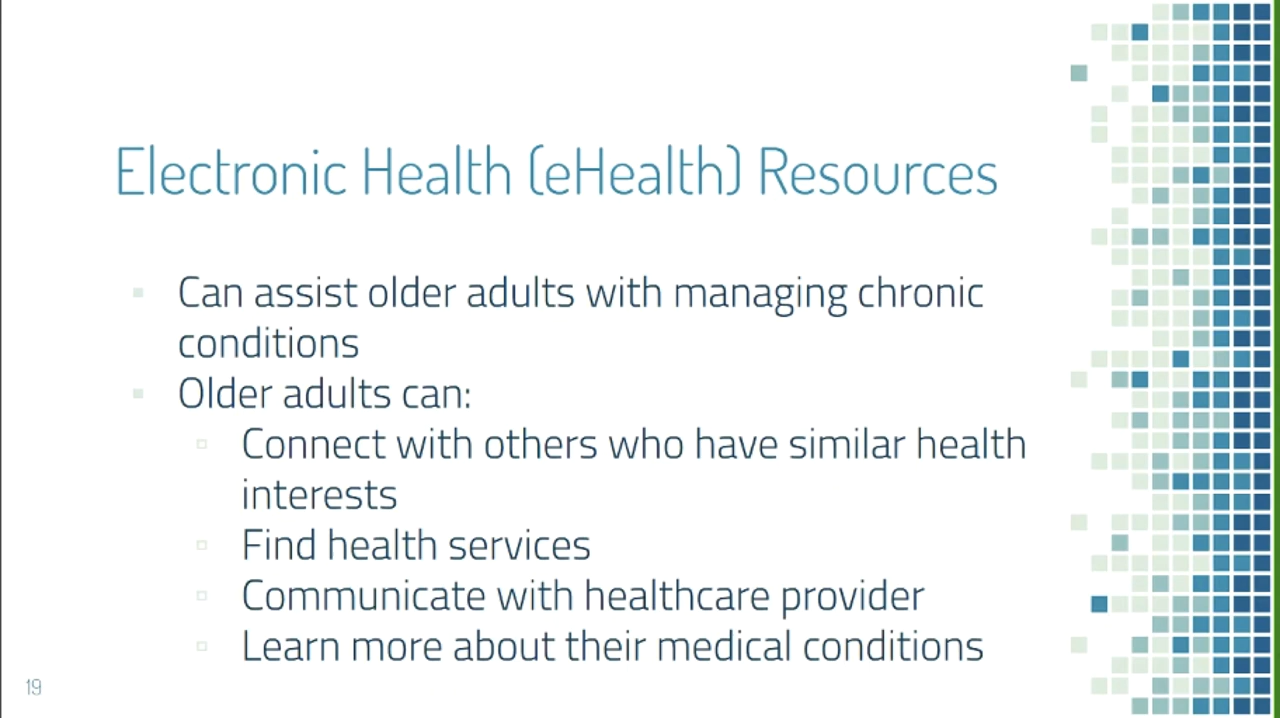 Electronic Health (eHealth) Resources
Can assist older adults with managing chronic
conditions
Older adults can:
Connect with others who have similar health
interests
Find health services
Communicate with healthcare provider
Learn more about their medical conditions
19